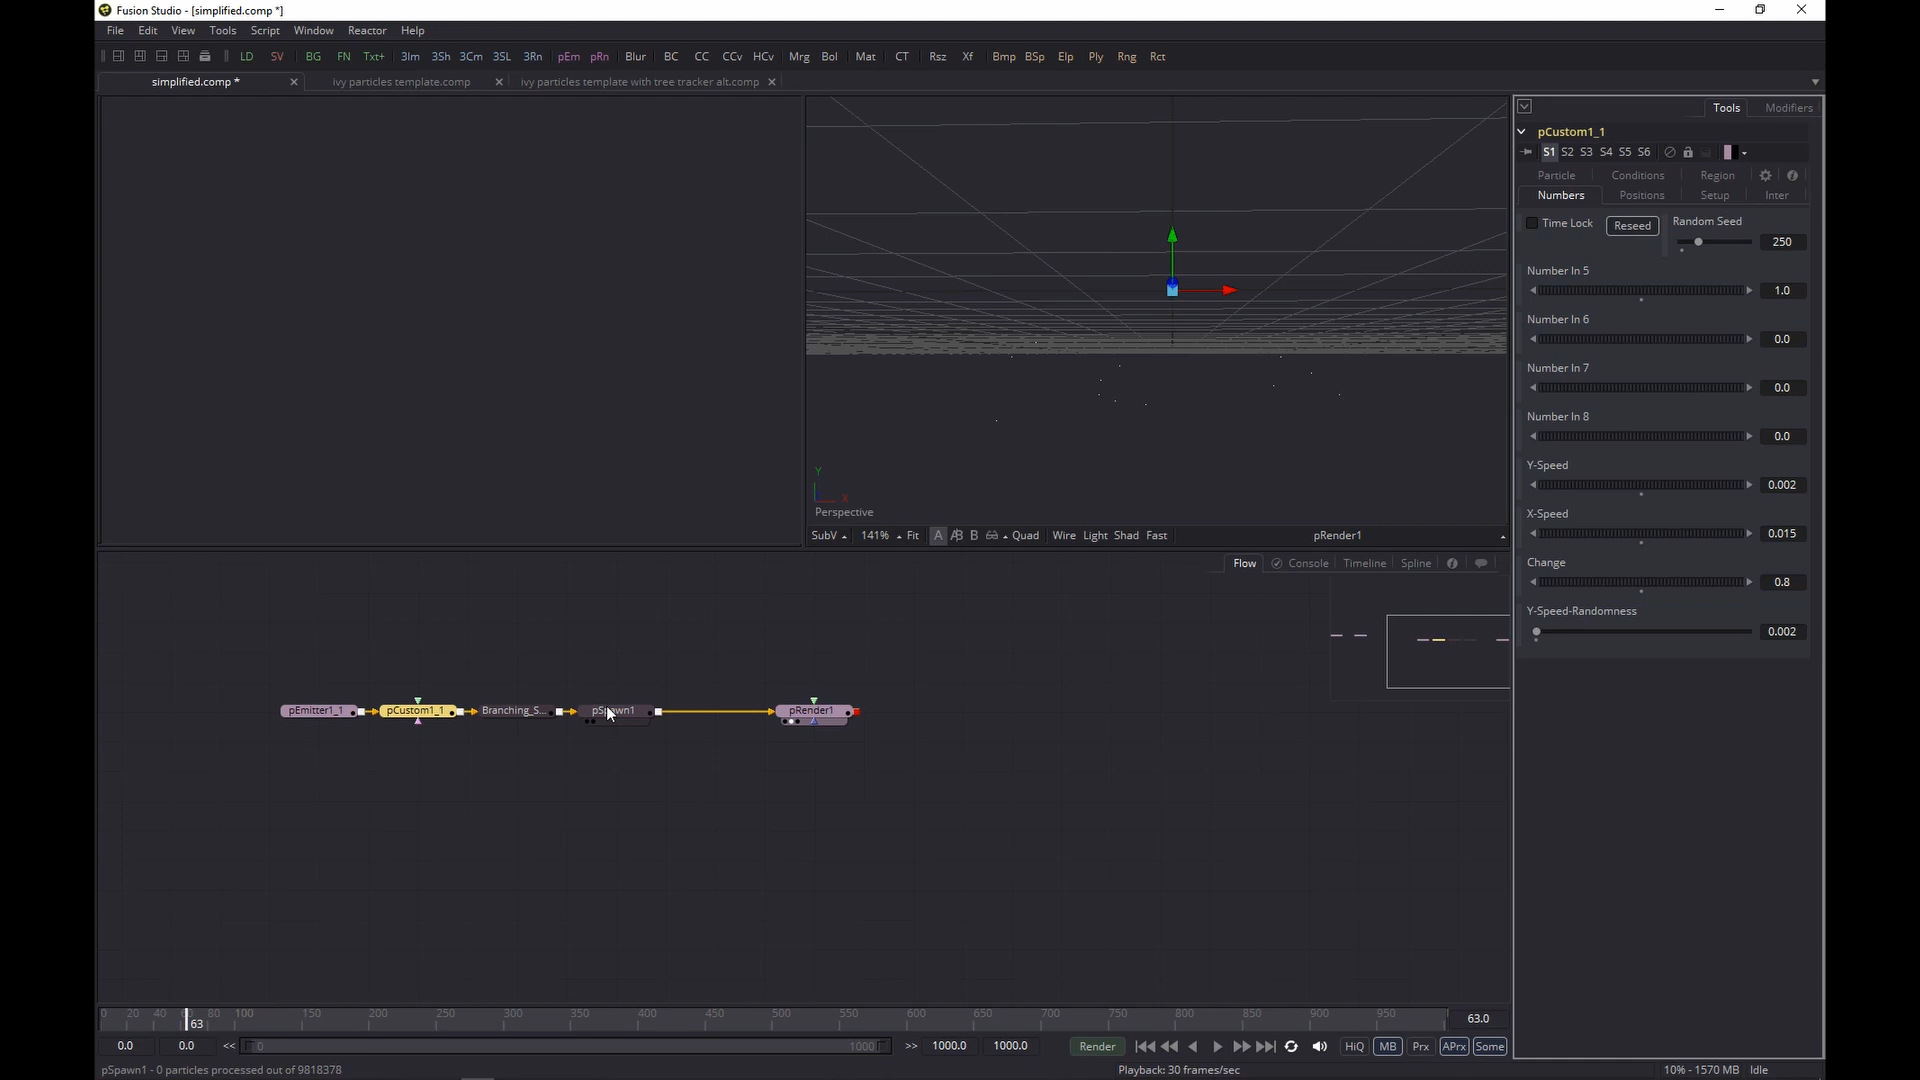 Fusion Studio - [simplified.comp *]
File Edit View Tools Script Window Reactor Help
LD SV BG FN Txt+ 3Im 3Sh 3Cm 3SL 3Rn pEm pRn Blur BC CC CCv HCv Mrg Bol Mat CT Rsz Xf Bmp BSp Elp Ply Rng Rct
simplified.comp * ivy particles template.comp ivy particles template with tree tracker alt.comp
Tools Modifiers
pCustom1_1
S1 S2 S3 S4 S5 S6
Particle Conditions Region
Numbers Positions Setup Inter
Time Lock Reseed Random Seed
250
Number In 5
1.0
Number In 6
0.0
Number In 7
0.0
Number In 8
0.0
Y-Speed
0.002
X-Speed
0.015
Change
0.8
Y-Speed-Randomness
0.002
Y
X
Perspective
SubV 141% Fit A A|B B Quad Wire Light Shad Fast pRender1
Flow Console Timeline Spline
pEmitter1_1 pCustom1_1 Branching_S... pSpawn1 pRender1
0 20 40 80 100 150 200 250 300 350 400 450 500 550 600 650 700 750 800 850 900 950
63 63.0
0.0 0.0 << 0 1000 >> 1000.0 1000.0 Render HiQ MB Prx APrx Some
pSpawn1 - 0 particles processed out of 9818378 Playback: 30 frames/sec 10% - 1570 MB Idle